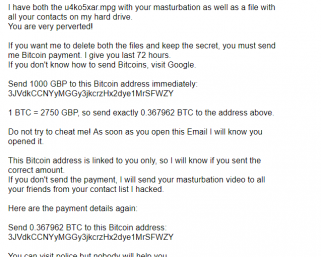 I have both the u4ko5xar mpg with your masturbation as well as a file with
all your contacts on my hard drive.
You are very perverted!
If you want me to delete both the files and keep the secret, you must send
me Bitcoin payment. I give you last 72 hours.
If you don't know how to send Bitcoins, visit Google.
Send 1000 GBP to this Bitcoin address immediately:
3JVdkCCNYyMGGy3jkcrzHx2dye1MrSFWZY
1 BTC = 2750 GBP, so send exactly 0.367962 BTC to the address above.
Do not try to cheat me! As soon as you open this Email I will know you
opened it.
This Bitcoin address is linked to you only, so I will know if you sent the
correct amount.
If you don't send the payment, I will send your masturbation video to all
your friends from your contact list I hacked.
Here are the payment details again:
Send 0.367962 BTC to this Bitcoin address:
3JVdkCCNYyMGGy3jkcrzHx2dye1MrSFWZY
You can visit police but nobody will help you